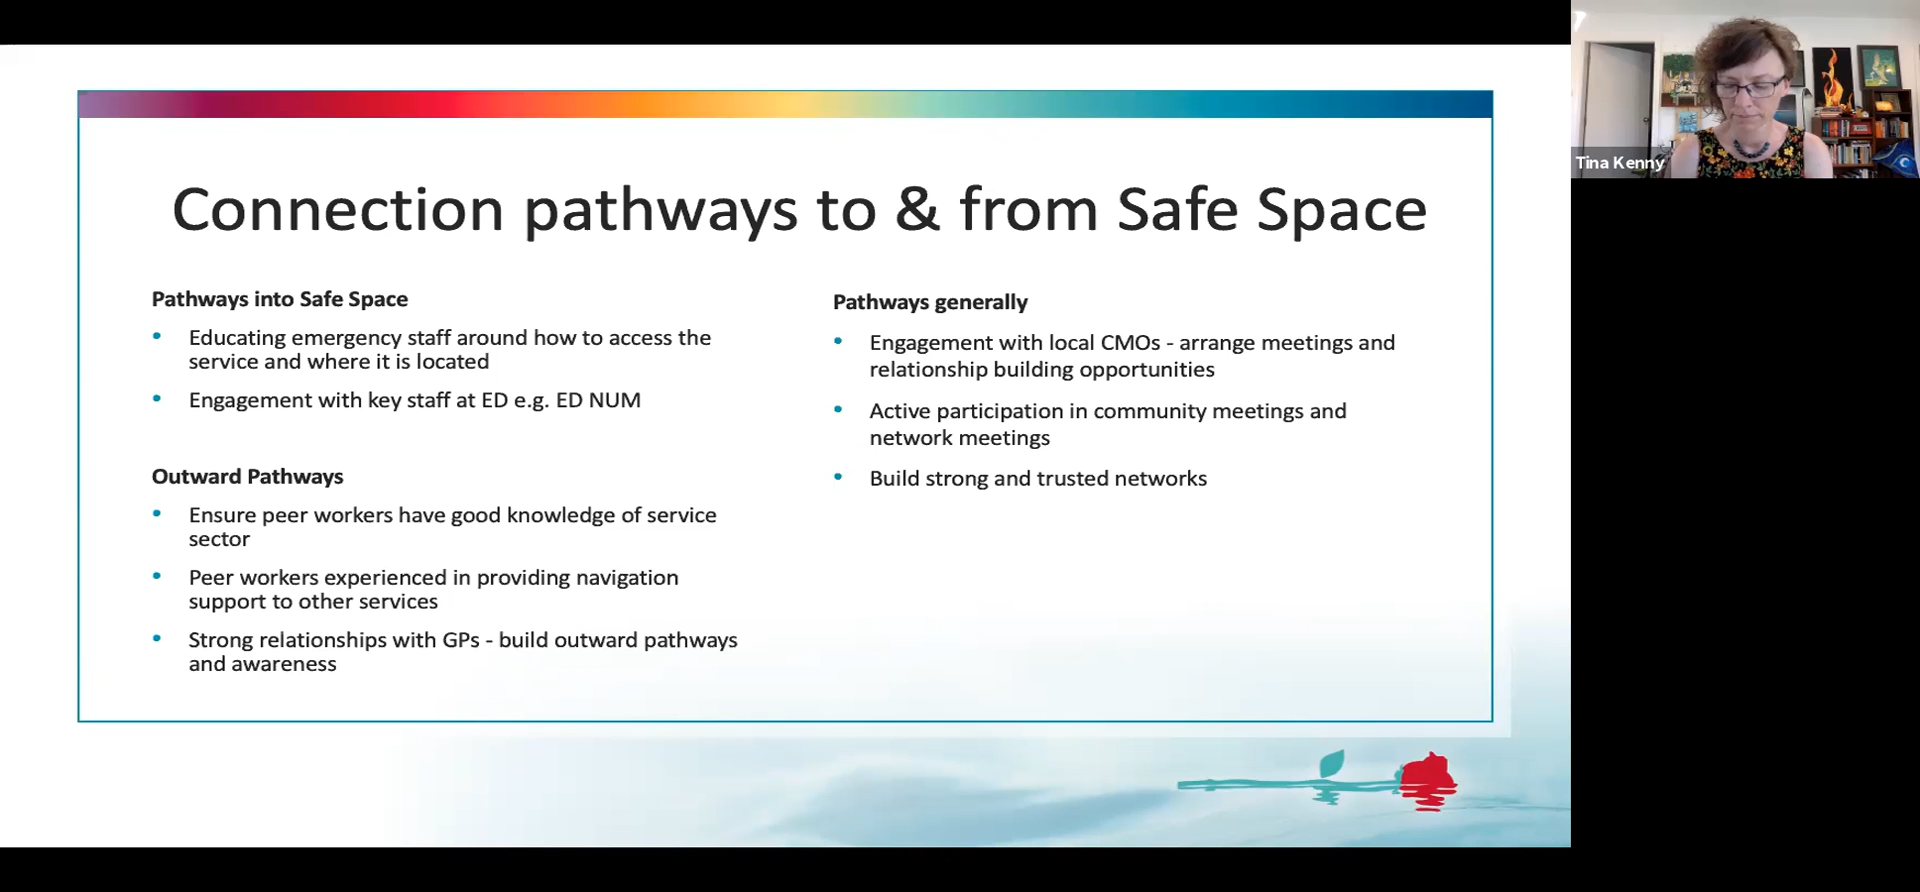 Connection pathways to & from Safe Space
Pathways into Safe Space
• Educating emergency staff around how to access the
service and where it is located
• Engagement with key staff at ED e.g. ED NUM
Outward Pathways
• Ensure peer workers have good knowledge of service
sector
• Peer workers experienced in providing navigation
support to other services
• Strong relationships with GPs - build outward pathways
and awareness
Pathways generally
• Engagement with local CMOs - arrange meetings and
relationship building opportunities
• Active participation in community meetings and
network meetings
• Build strong and trusted networks
Tina Kenny